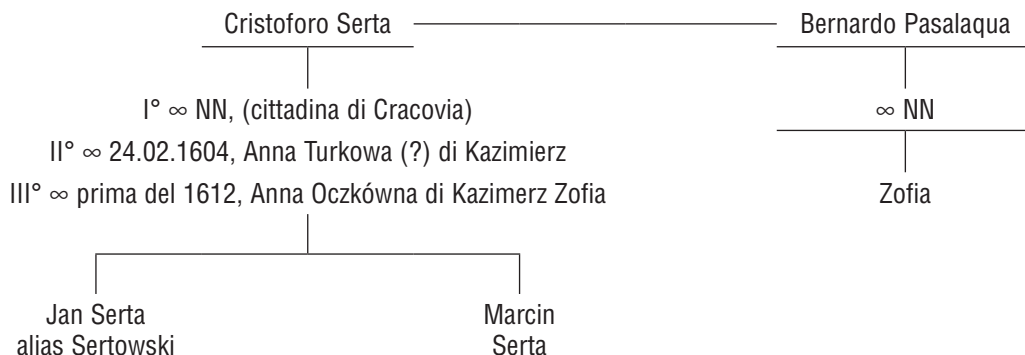 Cristoforo Serta
Bernardo Pasalaqua
I° ∞ NN, (cittadina di Cracovia)
∞ NN
II° ∞ 24.02.1604, Anna Turkowa (?) di Kazimierz
III° ∞ prima del 1612, Anna Oczkówna di Kazimerz Zofia
Zofia
Jan Serta
alias Sertowski
Marcin
Serta